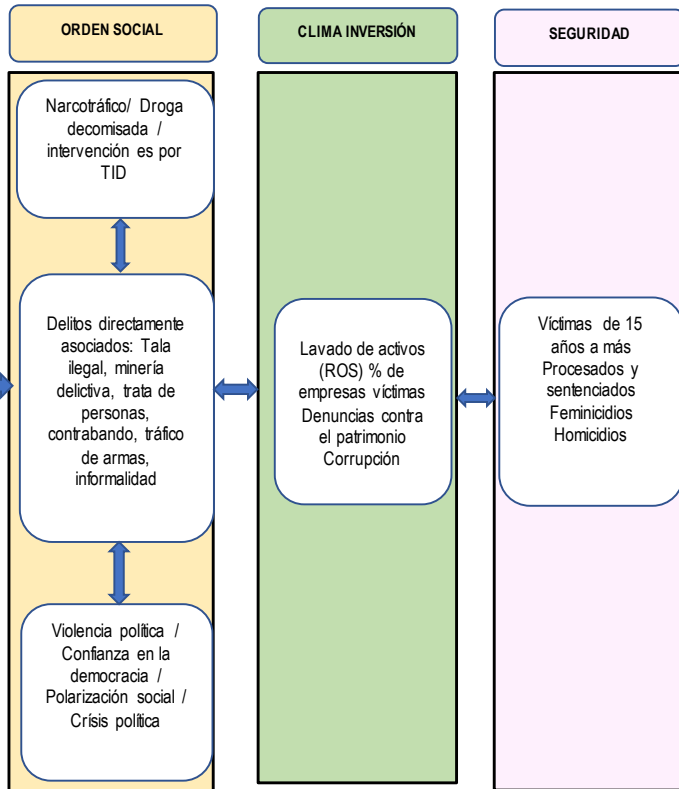 ORDEN SOCIAL
Narcotráfico/ Droga
decomisada /
intervención es por
TID
Delitos directamente
asociados: Tala
ilegal, minería
delictiva, trata de
personas,
contrabando, tráfico
de armas,
informalidad
Violencia política /
Confianza en la
democracia /
Polarización social /
Crísis política
CLIMA INVERSIÓN
Lavado de activos
(ROS) % de
empresas víctimas
Denuncias contra
el patrimonio
Corrupción
SEGURIDAD
Víctimas de 15
años a más
Procesados y
sentenciados
Feminicidios
Homicidios